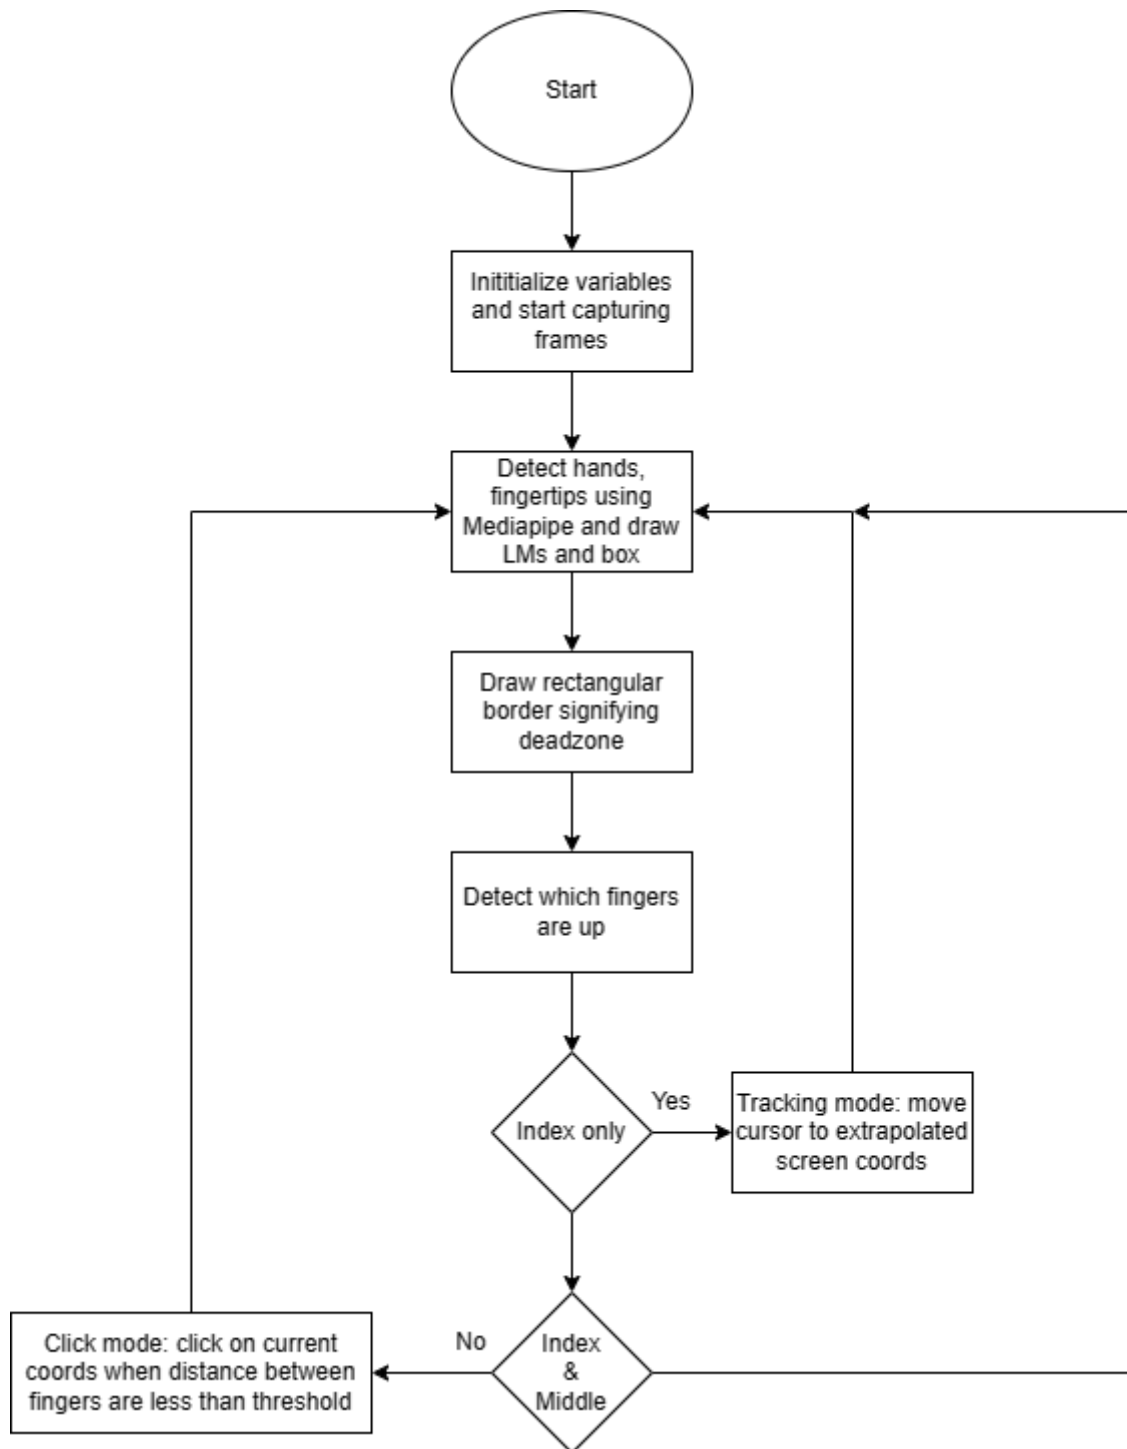 Start
Inititialize variables
and start capturing
frames
Detect hands,
fingertips using
Mediapipe and draw
LMs and box
Draw rectangular
border signifying
deadzone
Detect which fingers
are up
Index only
Yes
Tracking mode: move
cursor to extrapolated
screen coords
Index
&
Middle
No
Click mode: click on current
coords when distance between
fingers are less than threshold